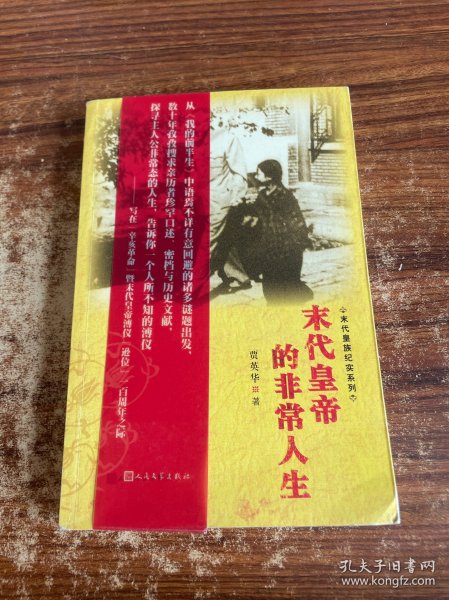 从《我的前半生》中语焉不详有意回避的诸多谜题出发、
数十年孜孜搜求亲历者珍罕口述、密档与历史文献，
探寻主人公非常态的人生，告诉你一个人所不知的溥仪
——写在“辛亥革命”暨末代皇帝溥仪“逊位”一百周年之际
人民文学出版社
末代皇族纪实系列
末代皇帝
的非常人生
贾英华※著
孔夫子旧书网
www.kongfz.com